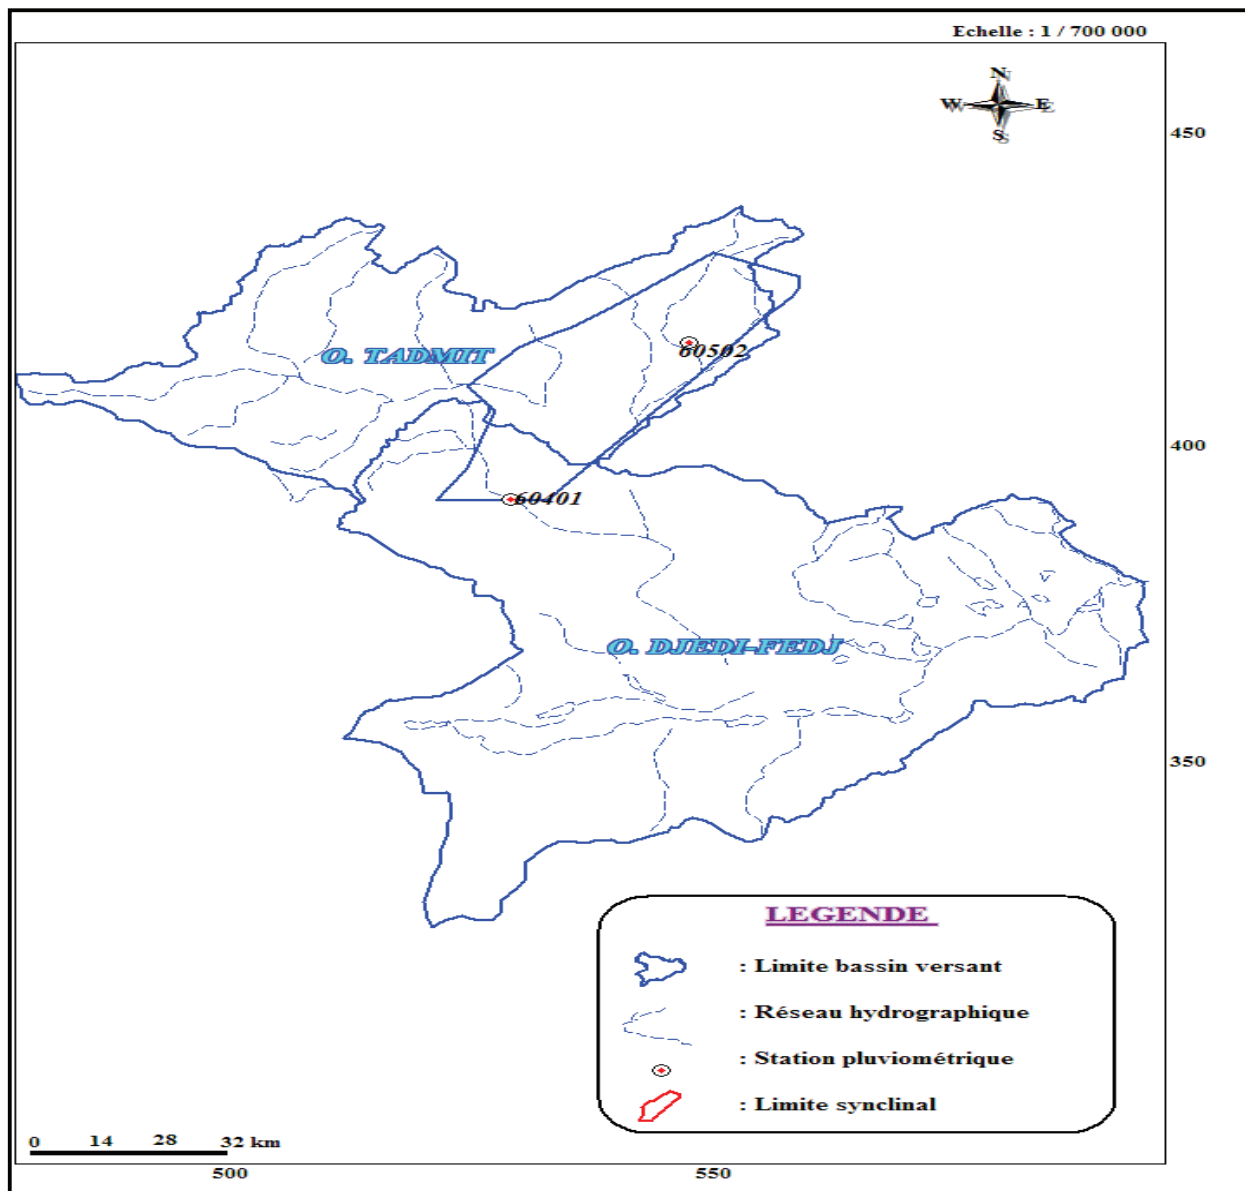 Echelle : 1 / 700 000
N
W E
S
450
O. TADMIT
60502
400
60401
O. DJEDI-FEDJ
350
LEGENDE
: Limite bassin versant
: Réseau hydrographique
: Station pluviométrique
: Limite synclinal
0 14 28 32 km
500 550